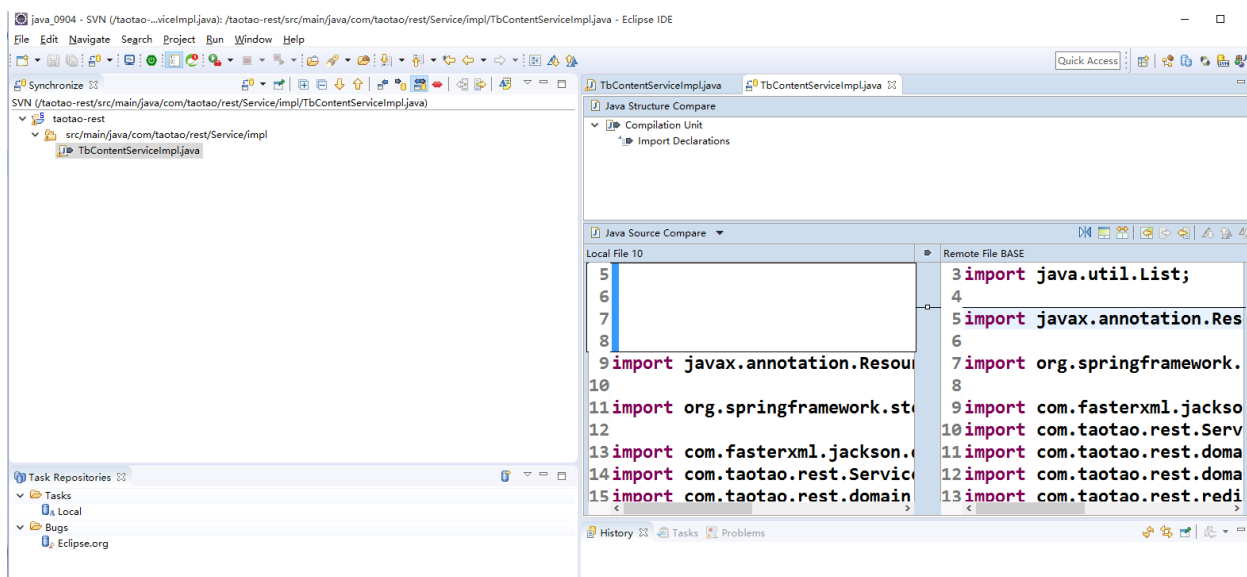 java_0904 - SVN (/taotao-...viceImpl.java): /taotao-rest/src/main/java/com/taotao/rest/Service/impl/TbContentServiceImpl.java - Eclipse IDE
File Edit Navigate Search Project Run Window Help
Quick Access
Synchronize
SVN (/taotao-rest/src/main/java/com/taotao/rest/Service/impl/TbContentServiceImpl.java)
taotao-rest
src/main/java/com/taotao/rest/Service/impl
TbContentServiceImpl.java
Task Repositories
Tasks
Local
Bugs
Eclipse.org
TbContentServiceImpl.java
TbContentServiceImpl.java
Java Structure Compare
Compilation Unit
Import Declarations
Java Source Compare
Local File 10
5
6
7
8
9 import javax.annotation.Resou
10
11 import org.springframework.ste
12
13 import com.fasterxml.jackson.
14 import com.taotao.rest.Service
15 import com.taotao.rest.domain
Remote File BASE
3 import java.util.List;
4
5 import javax.annotation.Res
6
7 import org.springframework.
8
9 import com.fasterxml.jackso
10 import com.taotao.rest.Serv
11 import com.taotao.rest.doma
12 import com.taotao.rest.doma
13 import com.taotao.rest.redi
History Tasks Problems